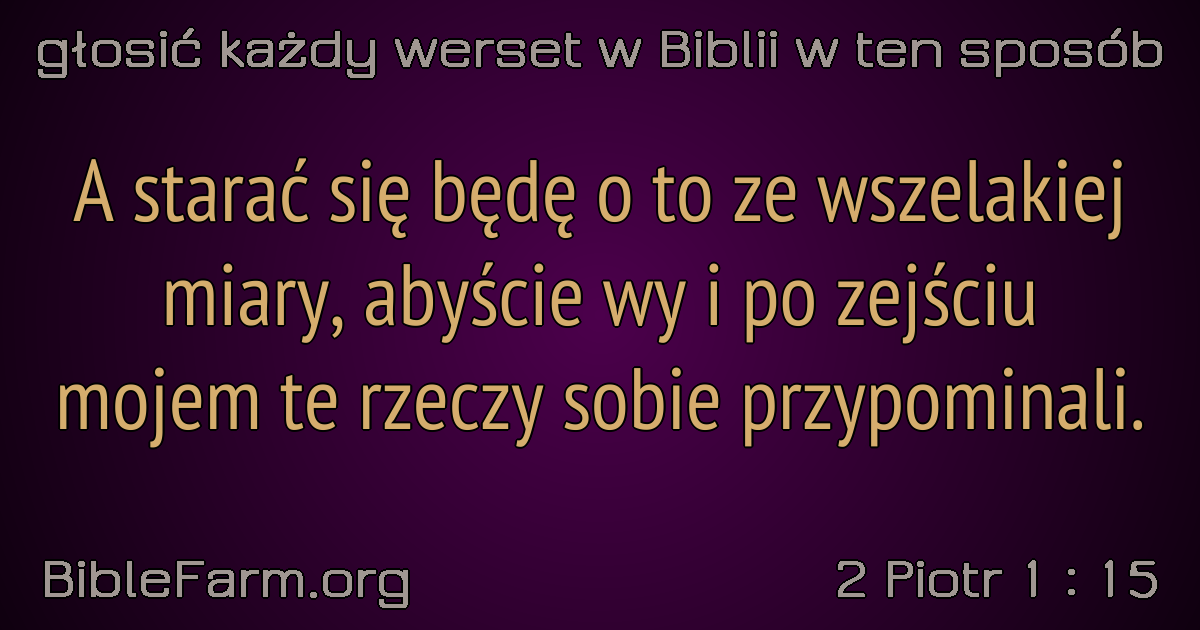 głosić każdy werset w Biblii w ten sposób
A starać się będę o to ze wszelakiej
miary, abyście wy i po zejściu
mojem te rzeczy sobie przypominali.
BibleFarm.org
2 Piotr 1 : 15